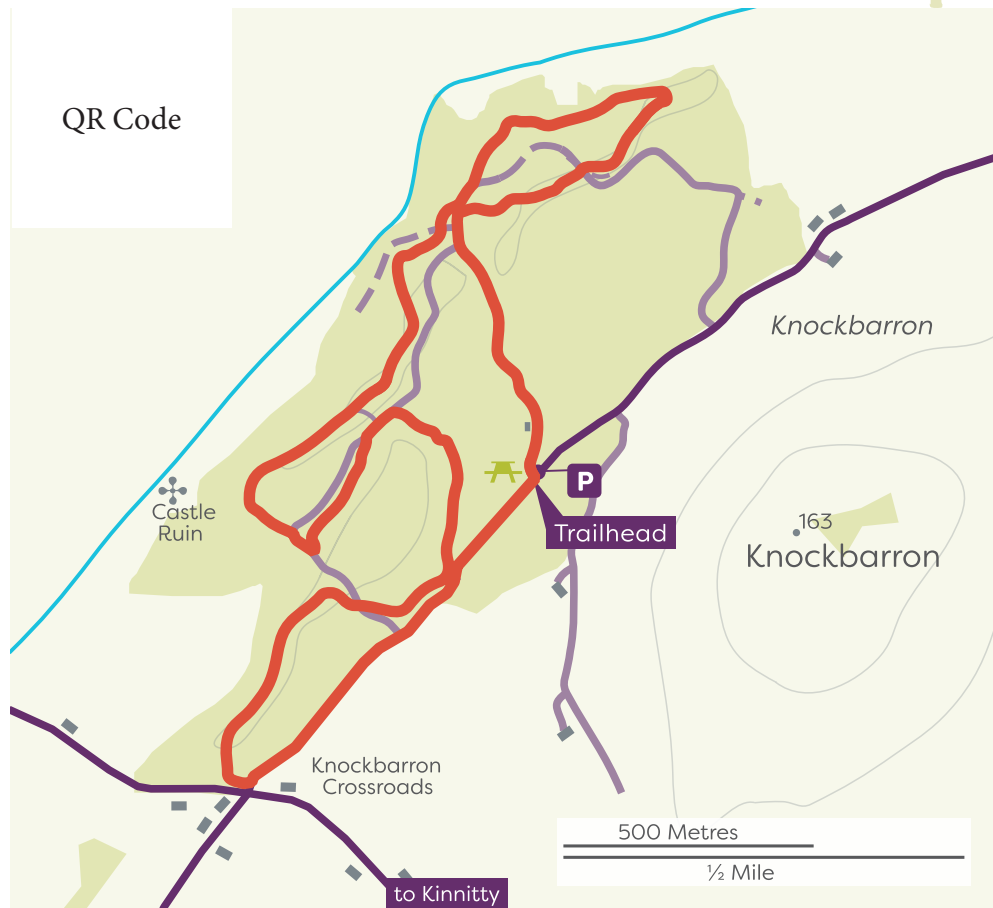 QR Code
Knockbarron
P
Castle
Ruin
163
Trailhead
Knockbarron
Knockbarron
Crossroads
500 Metres
½ Mile
to Kinnitty